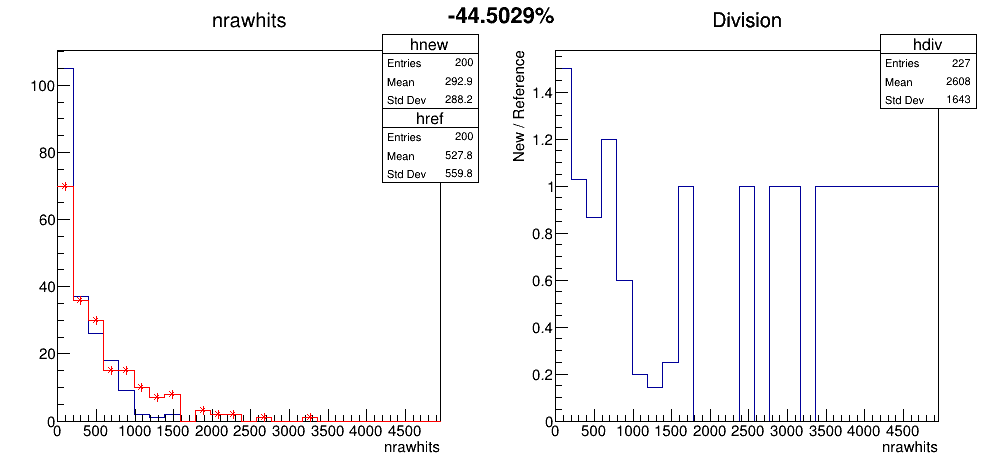 -44.5029%
nrawhits
hnew
Entries 200
Mean 292.9
Std Dev 288.2
href
Entries 200
Mean 527.8
Std Dev 559.8
100
80
60
40
20
0
0 500 1000 1500 2000 2500 3000 3500 4000 4500
nrawhits
Division
hdiv
Entries 227
Mean 2608
Std Dev 1643
New / Reference
1.4
1.2
1
0.8
0.6
0.4
0.2
0
0 500 1000 1500 2000 2500 3000 3500 4000 4500
nrawhits